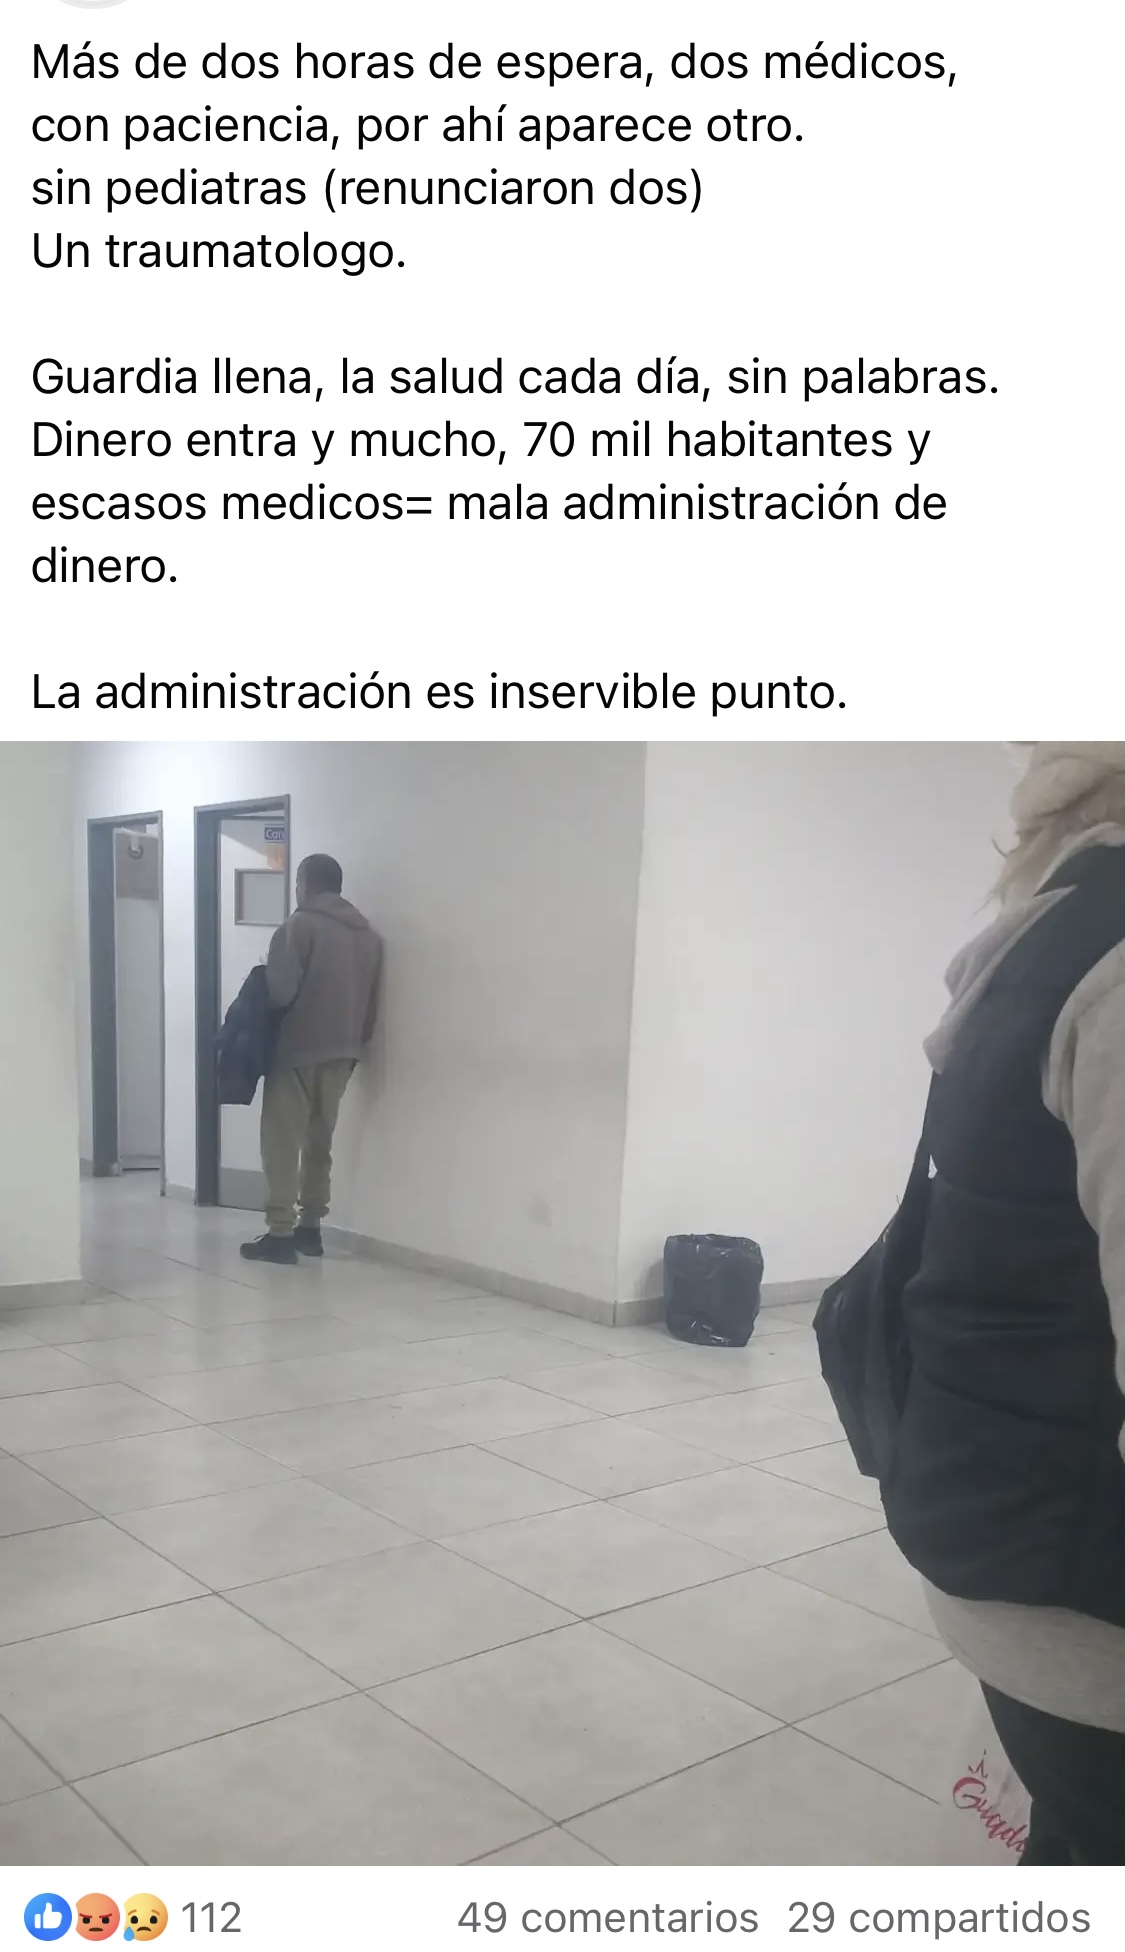 Más de dos horas de espera, dos médicos,
con paciencia, por ahí aparece otro.
sin pediatras (renunciaron dos)
Un traumatologo.
Guardia llena, la salud cada día, sin palabras.
Dinero entra y mucho, 70 mil habitantes y
escasos medicos= mala administración de
dinero.
La administración es inservible punto.
Con
Guad
112
49 comentarios 29 compartidos